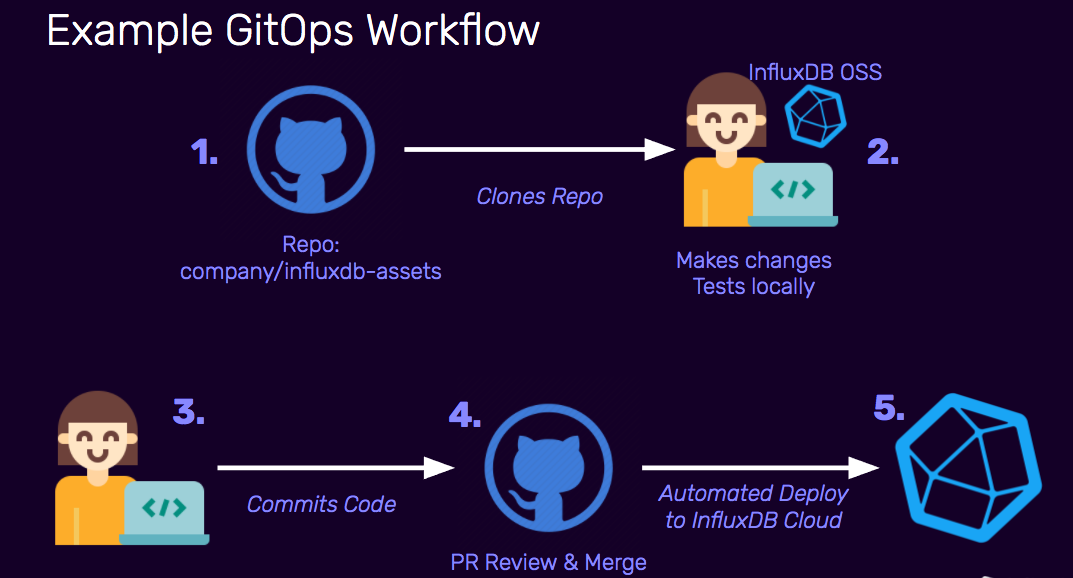 Example GitOps Workflow
InfluxDB OSS
1.
2.
Clones Repo
</>
Repo:
company/influxdb-assets
Makes changes
Tests locally
3.
4.
5.
Commits Code
</>
Automated Deploy
to InfluxDB Cloud
PR Review & Merge